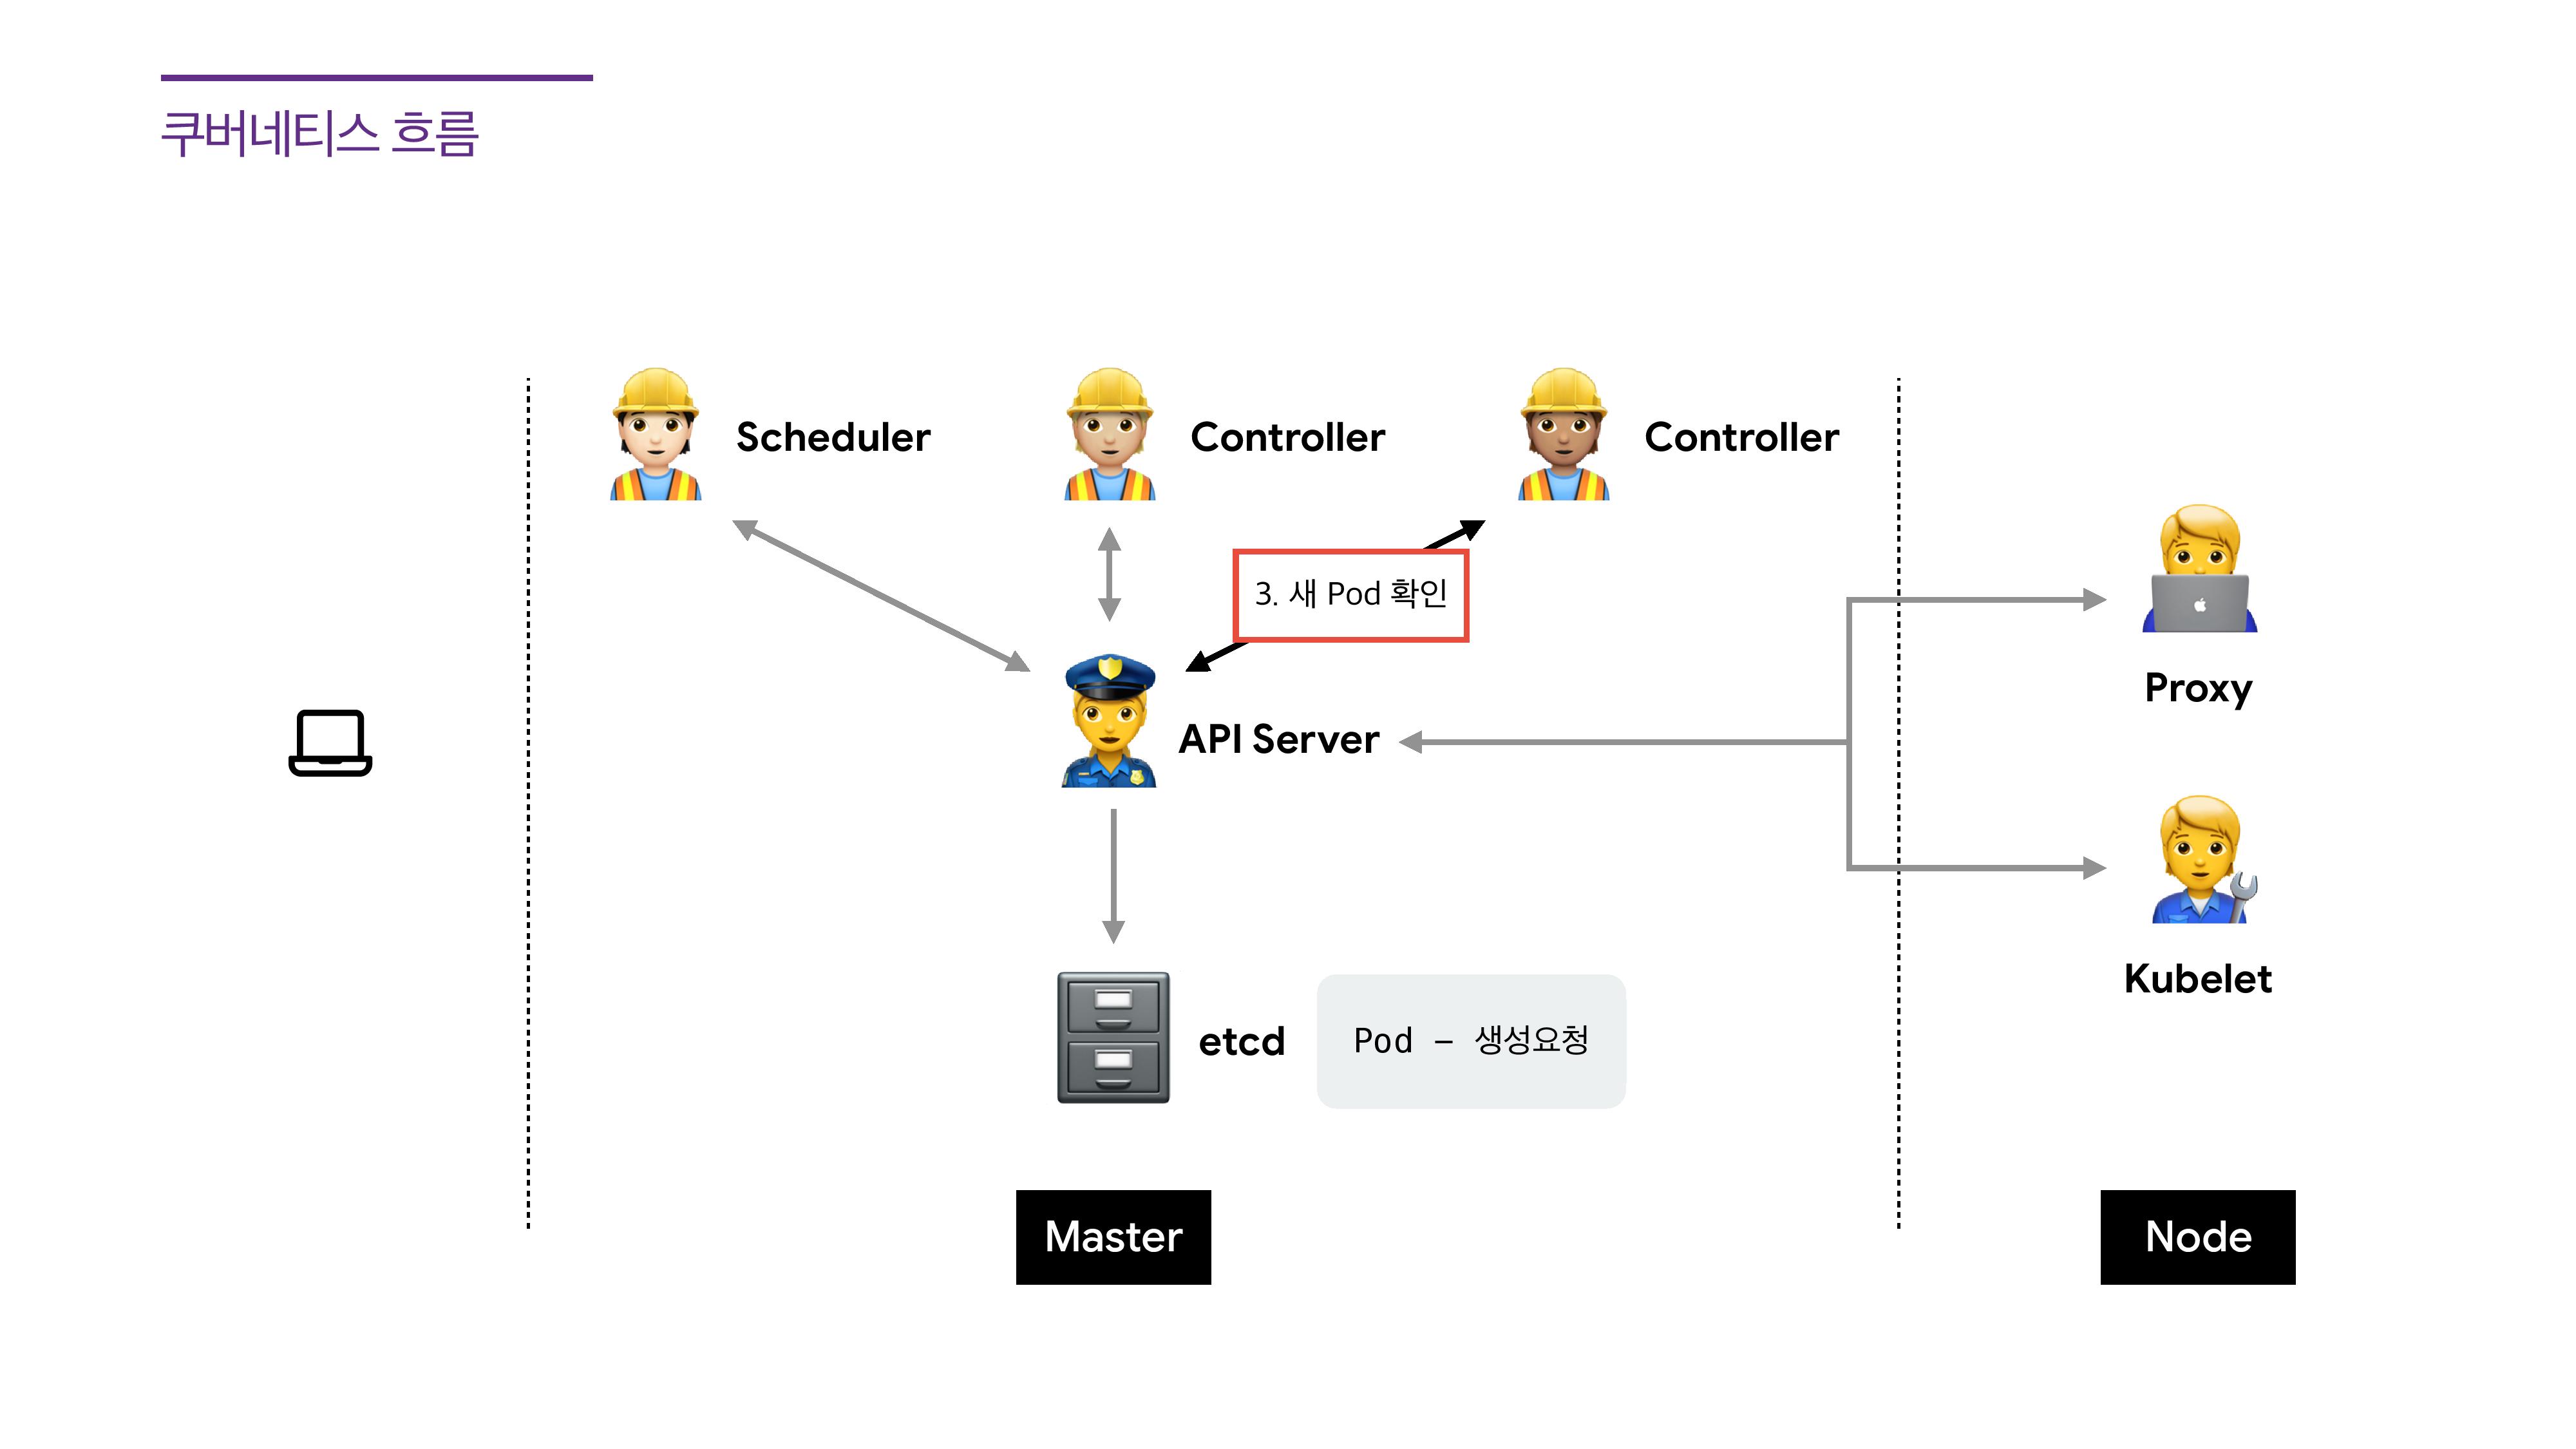 쿠버네티스 흐름
Scheduler
Controller
Controller
3. 새 Pod 확인
API Server
Proxy
Kubelet
etcd
Pod - 생성요청
Master
Node